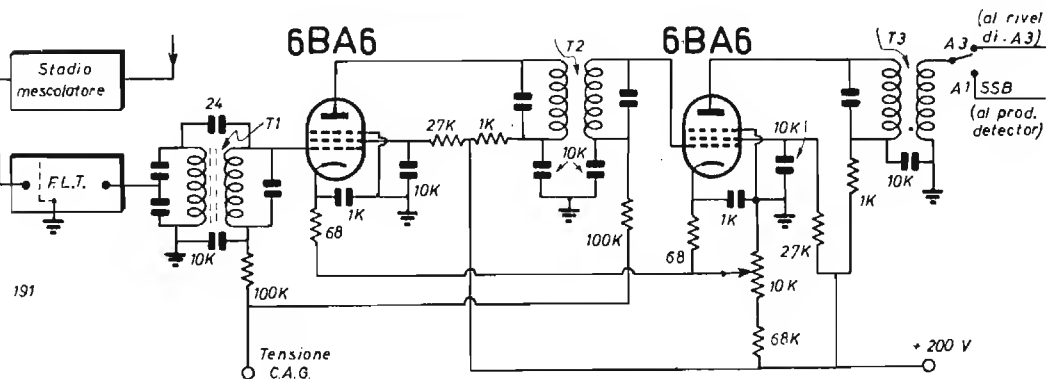 6BA6
6BA6
Stadio
mescolatore
F.L.T.
24
T1
10K
100K
Tensione
C.A.G.
191
68
1K
10K
27K
1K
T2
10K
100K
68
1K
10K
10K
68K
27K
1K
T3
10K
A3
(al rivel.
di A3)
A1
SSB
(al prod.
detector)
+ 200 V